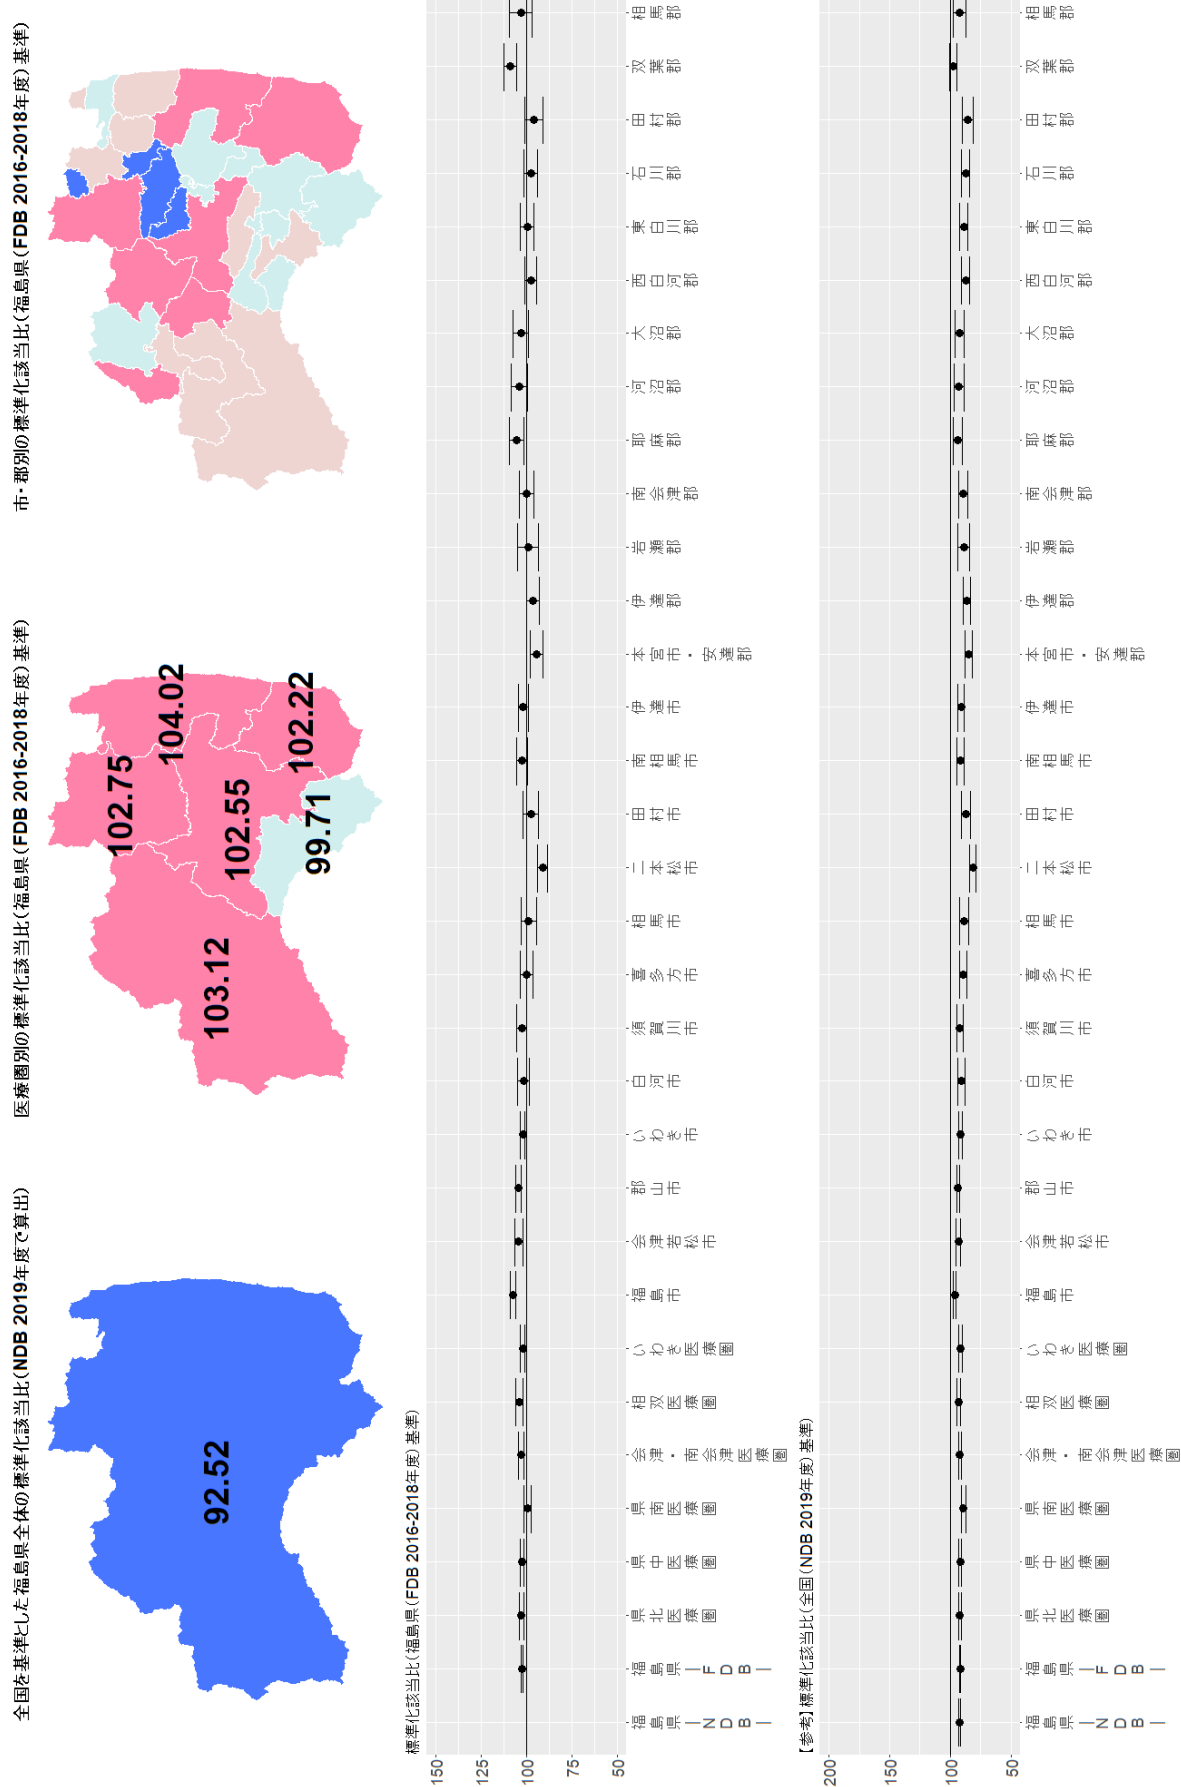 全国を基準とした福島県全体の標準化該当比(NDB 2019年度で算出)
92.52
医療圏別の標準化該当比(福島県(FDB 2016-2018年度)基準)
102.75
104.02
103.12
102.55
102.22
99.71
市・郡別の標準化該当比(福島県(FDB 2016-2018年度)基準)
標準化該当比(福島県(FDB 2016-2018年度)基準)
150
125
100
75
50
福島県(NDB)
福島県(FDB)
県北医療圏
県中医療圏
県南医療圏
会津・南会津医療圏
相双医療圏
いわき医療圏
福島市
会津若松市
郡山市
いわき市
白河市
須賀川市
喜多方市
相馬市
二本松市
田村市
南相馬市
伊達市
本宮市・安達郡
伊達郡
岩瀬郡
南会津郡
耶麻郡
河沼郡
大沼郡
西白河郡
東白川郡
石川郡
田村郡
双葉郡
相馬郡
【参考】標準化該当比(全国(NDB 2019年度)基準)
200
150
100
50
福島県(NDB)
福島県(FDB)
県北医療圏
県中医療圏
県南医療圏
会津・南会津医療圏
相双医療圏
いわき医療圏
福島市
会津若松市
郡山市
いわき市
白河市
須賀川市
喜多方市
相馬市
二本松市
田村市
南相馬市
伊達市
本宮市・安達郡
伊達郡
岩瀬郡
南会津郡
耶麻郡
河沼郡
大沼郡
西白河郡
東白川郡
石川郡
田村郡
双葉郡
相馬郡